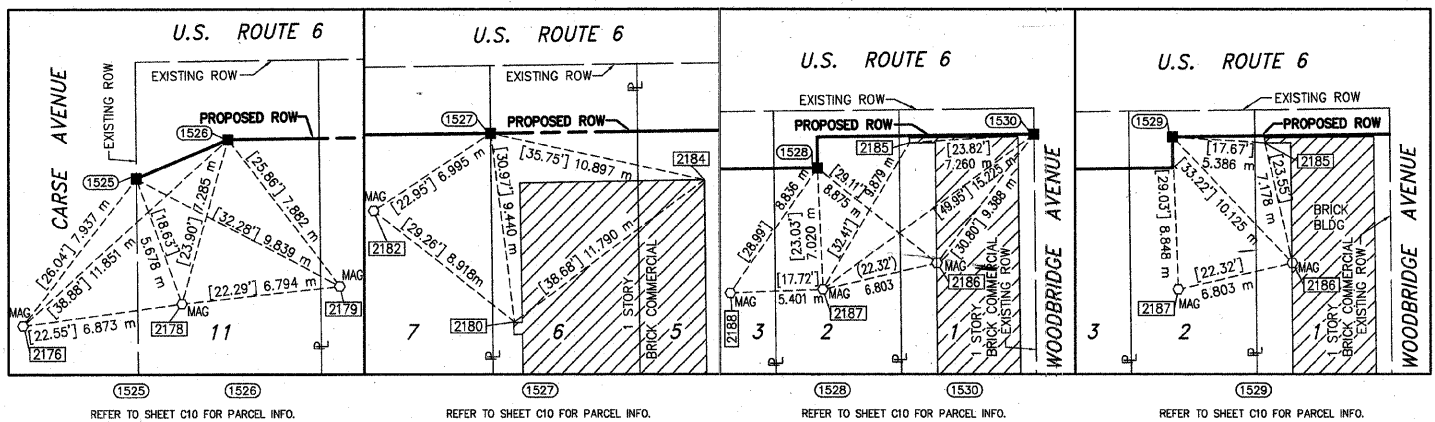 U.S. ROUTE 6
CARSE AVENUE
EXISTING ROW
EXISTING ROW
PROPOSED ROW
1526
1525
[26.04'] 7.937 m
[38.88'] 11.851 m
[18.63'] 5.678 m
[23.90'] 7.285 m
[25.86'] 7.882 m
[32.28'] 9.839 m
MAG
MAG
MAG
[22.29'] 6.794 m
[22.55'] 6.873 m
2179
2178
2176
11
PL
1525
1526
REFER TO SHEET C10 FOR PARCEL INFO.
U.S. ROUTE 6
EXISTING ROW
PL
1527
PROPOSED ROW
[22.95'] 6.995 m
[30.97'] 9.440 m
[35.75'] 10.897 m
2184
MAG
2182
[29.26'] 8.918m
[38.68'] 11.790 m
2180
7
6
5
1 STORY
BRICK COMMERCIAL
PL
1527
REFER TO SHEET C10 FOR PARCEL INFO.
U.S. ROUTE 6
EXISTING ROW
PROPOSED ROW
1530
1528
2185
[23.82']
7.260 m
[28.99'] 8.836 m
[23.03']
7.020 m
[29.11']
8.875 m
[32.41'] 9.879 m
[49.95'] 15.225 m
[30.80'] 9.388 m
[17.72']
5.401 m
[22.32']
6.803
MAG
MAG
MAG
2186
2187
2188
3
2
1
1 STORY
BRICK COMMERCIAL
EXISTING ROW
WOODBRIDGE AVENUE
PL
PL
1528
1530
REFER TO SHEET C10 FOR PARCEL INFO.
U.S. ROUTE 6
EXISTING ROW
1529
PROPOSED ROW
[17.67']
5.386 m
2185
[23.55']
7.178 m
[33.22'] 10.125 m
[29.03'] 8.848 m
BRICK
BLDG
MAG
MAG
[22.32']
6.803 m
2187
2186
3
2
1
1 STORY
BRICK COMMERCIAL
EXISTING ROW
WOODBRIDGE AVENUE
PL
PL
1529
REFER TO SHEET C10 FOR PARCEL INFO.